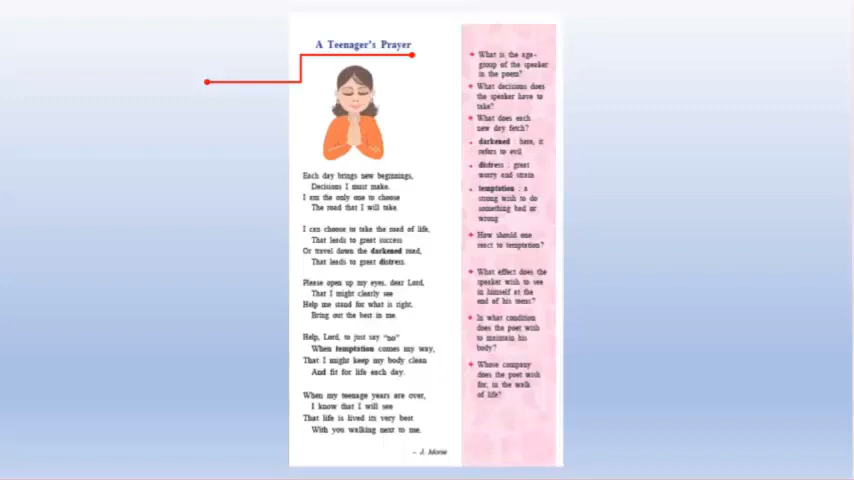 A Teenager's Prayer
Each day brings new beginnings,
Decisions I must make.
I am the only one to choose
The road that I will take.
I can choose to take the road of life,
That leads to great success
Or travel down the darkened road,
That leads to great distress.
Please open up my eyes, dear Lord,
That I might clearly see
Help me stand for what is right,
Bring out the best in me.
Help, Lord, to just say “no”
When temptation comes my way,
That I might keep my body clean
And fit for life each day.
When my teenage years are over,
I know that I will see
That life is lived its very best
With you walking next to me.
– J. Morse
What is the age-
group of the speaker
in the poem?
What decisions does
the speaker have to
take?
What does each
new day fetch?
darkened : here, it
refers to evil
distress : great
worry and strain
temptation : a
strong wish to do
something bad or
wrong
How should one
react to temptation?
What effect does the
speaker wish to see
in himself at the
end of his teens?
In what condition
does the poet wish
to maintain his
body?
Whose company
does the poet wish
for, in the walk
of life?